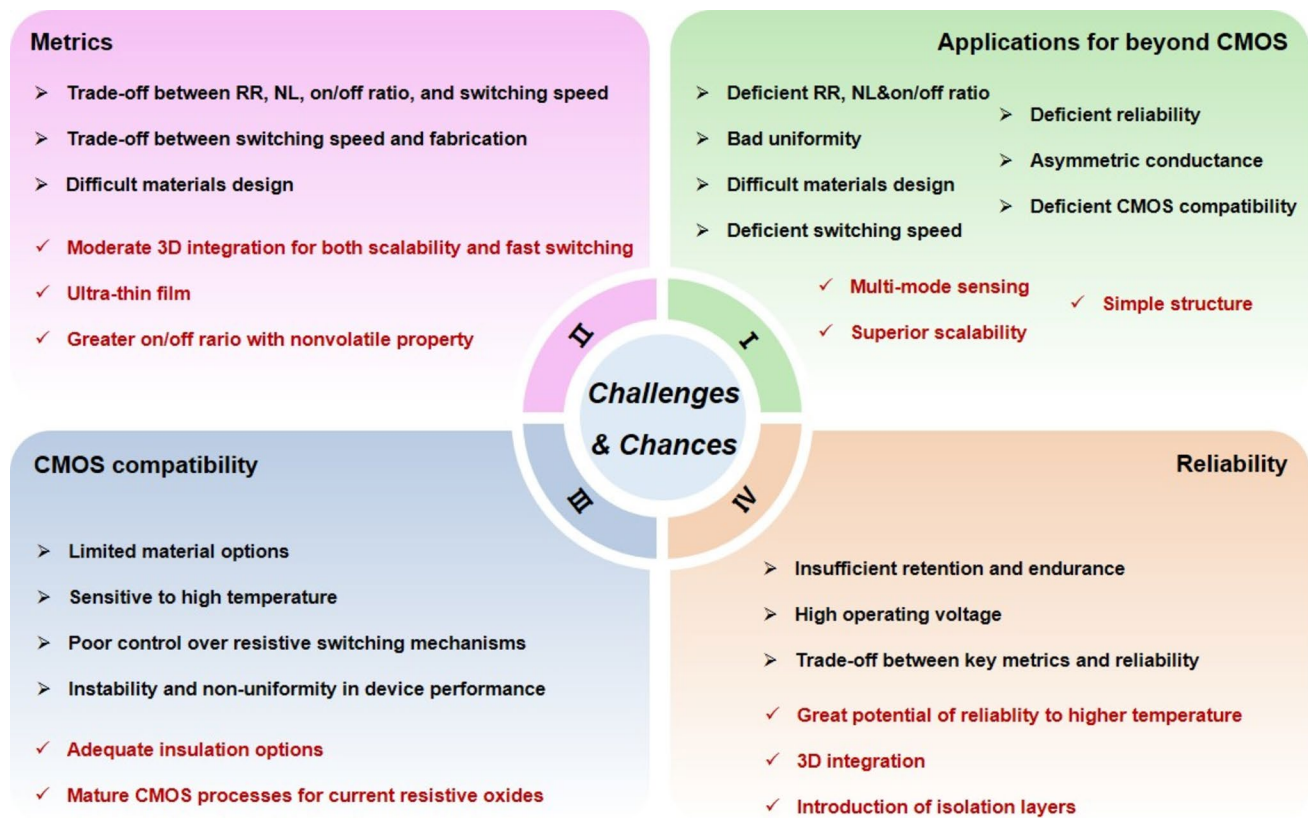 Metrics
➢ Trade-off between RR, NL, on/off ratio, and switching speed
➢ Trade-off between switching speed and fabrication
➢ Difficult materials design
✓ Moderate 3D integration for both scalability and fast switching
✓ Ultra-thin film
✓ Greater on/off rario with nonvolatile property
Applications for beyond CMOS
➢ Deficient RR, NL&on/off ratio
➢ Bad uniformity
➢ Difficult materials design
➢ Deficient switching speed
➢ Deficient reliability
➢ Asymmetric conductance
➢ Deficient CMOS compatibility
✓ Multi-mode sensing
✓ Superior scalability
✓ Simple structure
II
I
Challenges
& Chances
III
IV
CMOS compatibility
➢ Limited material options
➢ Sensitive to high temperature
➢ Poor control over resistive switching mechanisms
➢ Instability and non-uniformity in device performance
✓ Adequate insulation options
✓ Mature CMOS processes for current resistive oxides
Reliability
➢ Insufficient retention and endurance
➢ High operating voltage
➢ Trade-off between key metrics and reliability
✓ Great potential of reliablity to higher temperature
✓ 3D integration
✓ Introduction of isolation layers